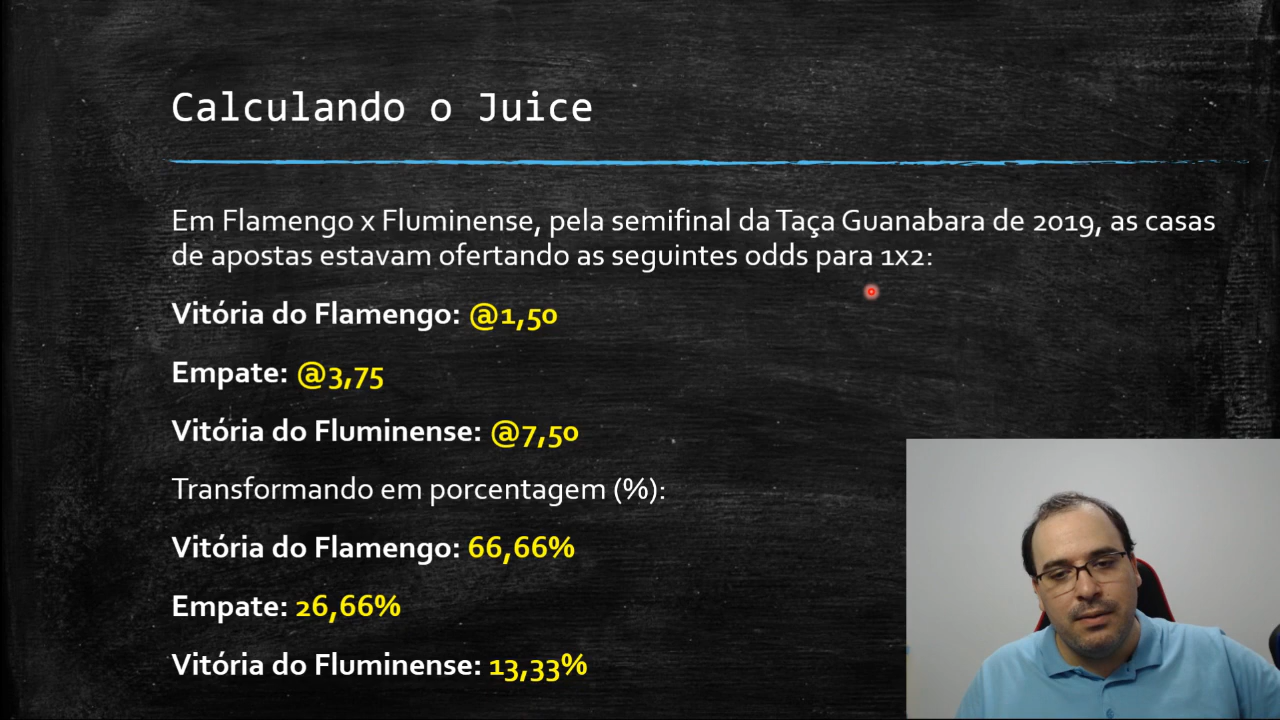 Calculando o Juice
Em Flamengo x Fluminense, pela semifinal da Taça Guanabara de 2019, as casas
de apostas estavam ofertando as seguintes odds para 1x2:
Vitória do Flamengo: @1,50
Empate: @3,75
Vitória do Fluminense: @7,50
Transformando em porcentagem (%):
Vitória do Flamengo: 66,66%
Empate: 26,66%
Vitória do Fluminense: 13,33%